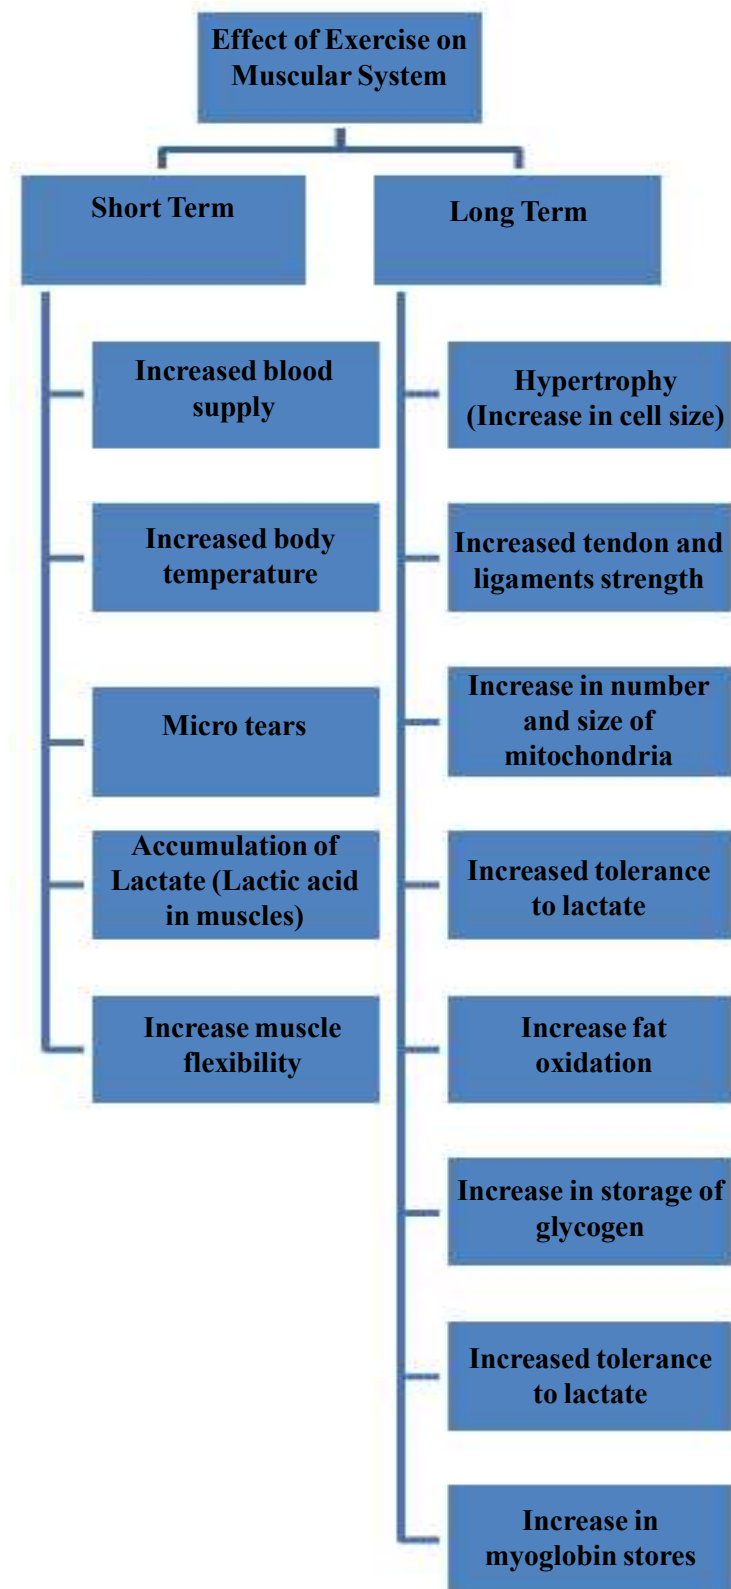 Effect of Exercise on
Muscular System
Short Term
Long Term
Increased blood
supply
Increased body
temperature
Micro tears
Accumulation of
Lactate (Lactic acid
in muscles)
Increase muscle
flexibility
Hypertrophy
(Increase in cell size)
Increased tendon and
ligaments strength
Increase in number
and size of
mitochondria
Increased tolerance
to lactate
Increase fat
oxidation
Increase in storage of
glycogen
Increased tolerance
to lactate
Increase in
myoglobin stores